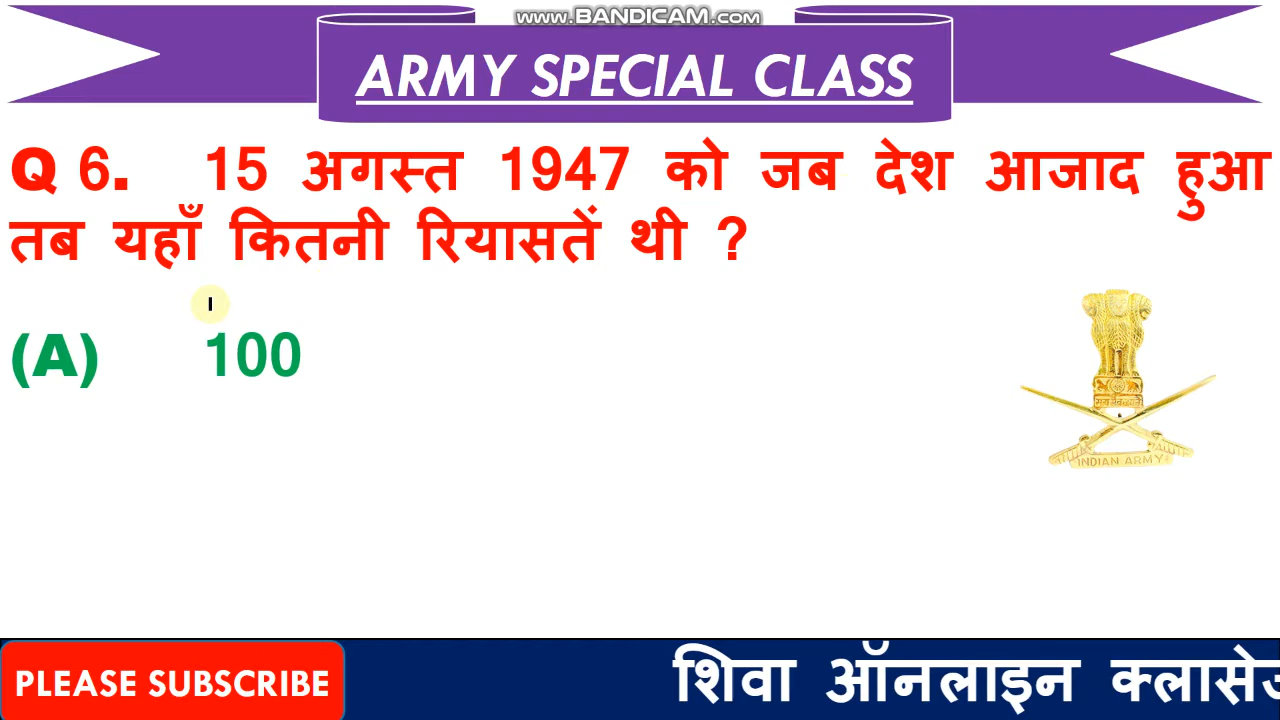 www.BANDICAM.com
ARMY SPECIAL CLASS
Q 6. 15 अगस्त 1947 को जब देश आजाद हुआ
तब यहाँ कितनी रियासतें थी ?
(A) 100
INDIAN ARMY
PLEASE SUBSCRIBE
शिवा ऑनलाइन क्लासेज